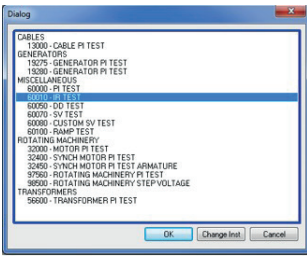 Dialog
CABLES
13000 - CABLE PI TEST
GENERATORS
19275 - GENERATOR PI TEST
19280 - GENERATOR PI TEST
MISCELLANEOUS
60000 - PI TEST
60010 - IR TEST
60050 - DD TEST
60070 - SV TEST
60080 - CUSTOM SV TEST
60100 - RAMP TEST
ROTATING MACHINERY
32000 - MOTOR PI TEST
32400 - SYNCH MOTOR PI TEST
32450 - SYNCH MOTOR PI TEST ARMATURE
97560 - ROTATING MACHINERY PI TEST
98500 - ROTATING MACHINERY STEP VOLTAGE
TRANSFORMERS
56600 - TRANSFORMER PI TEST
OK Change Inst. Cancel